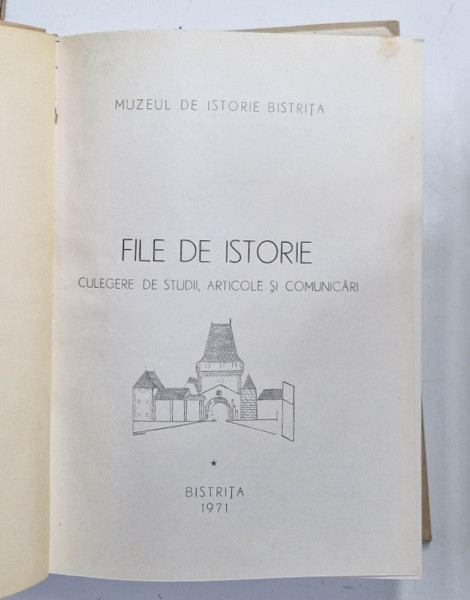 MUZEUL DE ISTORIE BISTRIȚA
FILE DE ISTORIE
CULEGERE DE STUDII, ARTICOLE ȘI COMUNICĂRI
★
BISTRIȚA
1971